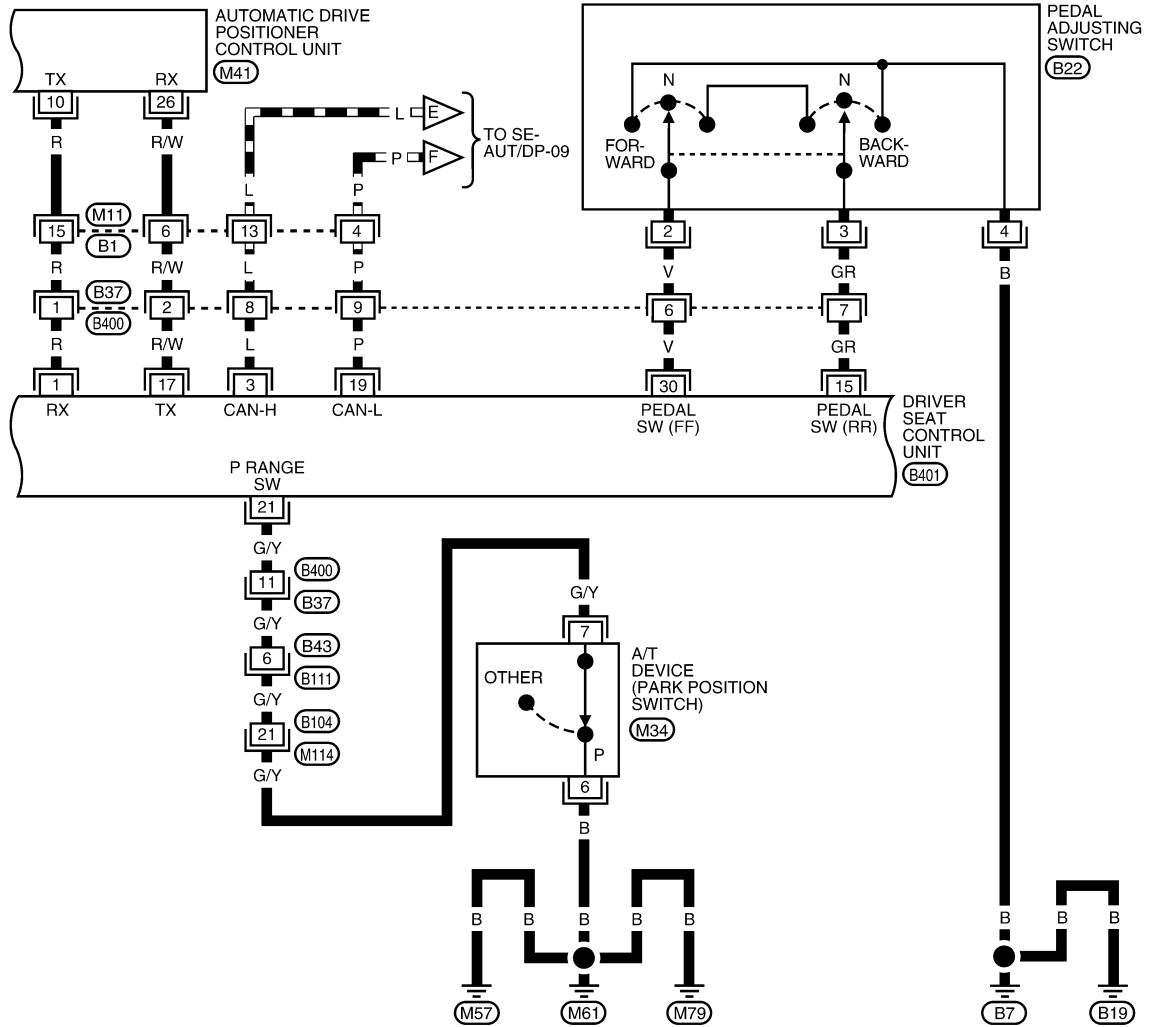 AUTOMATIC DRIVE
POSITIONER
CONTROL UNIT
M41
TX
RX
10
26
R
R/W
L
E
P
F
TO SE-
AUT/DP-09
L
P
PEDAL
ADJUSTING
SWITCH
B22
N
N
FOR-
WARD
BACK-
WARD
15
M11
B1
6
13
4
2
3
4
R
R/W
L
P
V
GR
B
1
B37
B400
2
8
9
6
7
R
R/W
L
P
V
GR
1
17
3
19
30
15
RX
TX
CAN-H
CAN-L
PEDAL
SW (FF)
PEDAL
SW (RR)
DRIVER
SEAT
CONTROL
UNIT
B401
P RANGE
SW
21
G/Y
11
B400
B37
G/Y
6
B43
B111
G/Y
21
B104
M114
G/Y
G/Y
7
OTHER
P
A/T
DEVICE
(PARK POSITION
SWITCH)
M34
6
B
B
B
B
B
B
B
B
B
M57
M61
M79
B7
B19